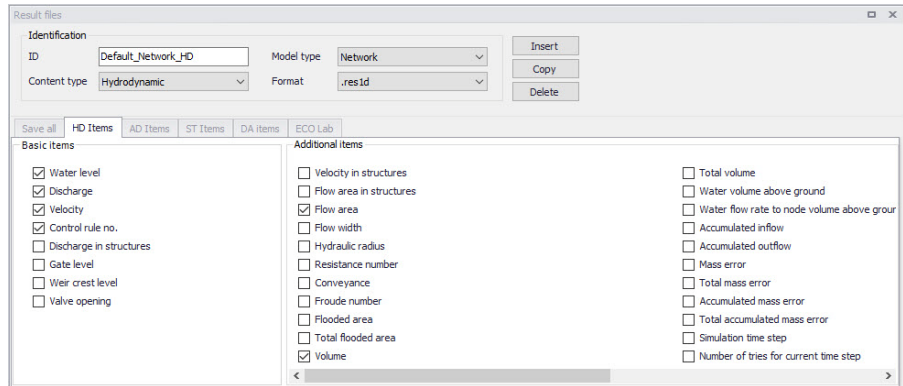 Result files
Identification
ID Default_Network_HD Model type Network Insert
Copy
Content type Hydrodynamic Format .res1d
Delete
Save all HD Items AD Items ST Items DA items ECO Lab
Basic items Additional items
Water level Velocity in structures Total volume
Discharge Flow area in structures Water volume above ground
Velocity Flow area Water flow rate to node volume above grour
Control rule no. Flow width Accumulated inflow
Discharge in structures Hydraulic radius Accumulated outflow
Gate level Resistance number Mass error
Weir crest level Conveyance Total mass error
Valve opening Froude number Accumulated mass error
Flooded area Total accumulated mass error
Total flooded area Simulation time step
Volume Number of tries for current time step